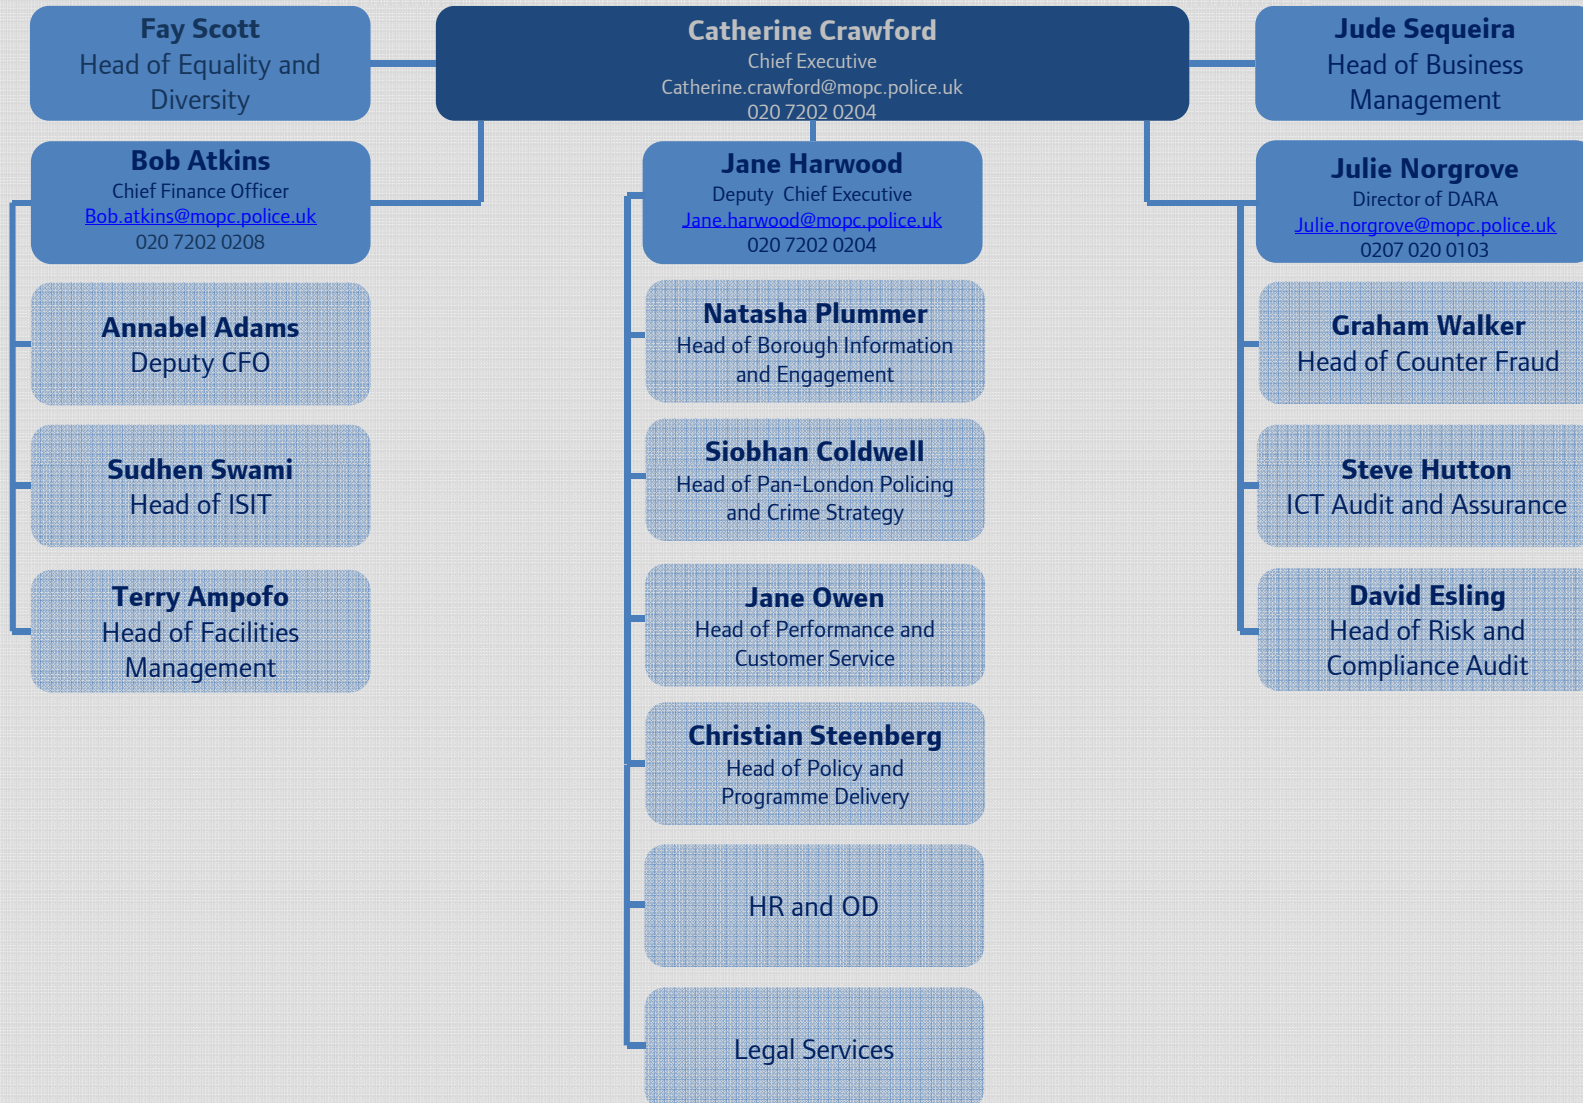 Fay Scott
Head of Equality and
Diversity
Catherine Crawford
Chief Executive
Catherine.crawford@mopc.police.uk
020 7202 0204
Jude Sequeira
Head of Business
Management
Bob Atkins
Chief Finance Officer
Bob.atkins@mopc.police.uk
020 7202 0208
Jane Harwood
Deputy  Chief Executive
Jane.harwood@mopc.police.uk
020 7202 0204
Julie Norgrove
Director of DARA
Julie.norgrove@mopc.police.uk
0207 020 0103
Annabel Adams
Deputy CFO
Sudhen Swami
Head of ISIT
Terry Ampofo
Head of Facilities
Management
Natasha Plummer
Head of Borough Information
and Engagement
Siobhan Coldwell
Head of Pan-London Policing
and Crime Strategy
Jane Owen
Head of Performance and
Customer Service
Christian Steenberg
Head of Policy and
Programme Delivery
HR and OD
Legal Services
Graham Walker
Head of Counter Fraud
Steve Hutton
ICT Audit and Assurance
David Esling
Head of Risk and
Compliance Audit